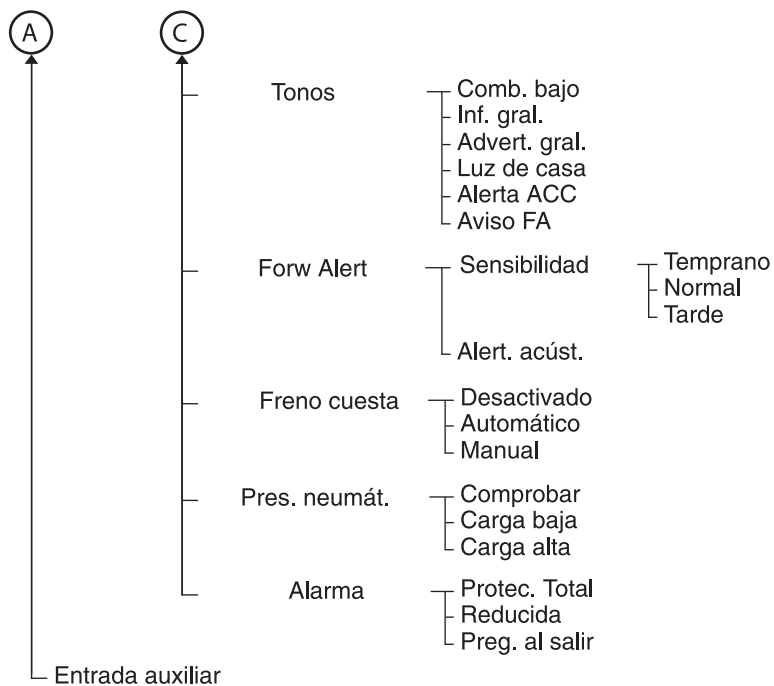 A
C
Tonos
Comb. bajo
Inf. gral.
Advert. gral.
Luz de casa
Alerta ACC
Aviso FA
Forw Alert
Sensibilidad
Temprano
Normal
Tarde
Alert. acúst.
Freno cuesta
Desactivado
Automático
Manual
Pres. neumát.
Comprobar
Carga baja
Carga alta
Alarma
Protec. Total
Reducida
Preg. al salir
Entrada auxiliar